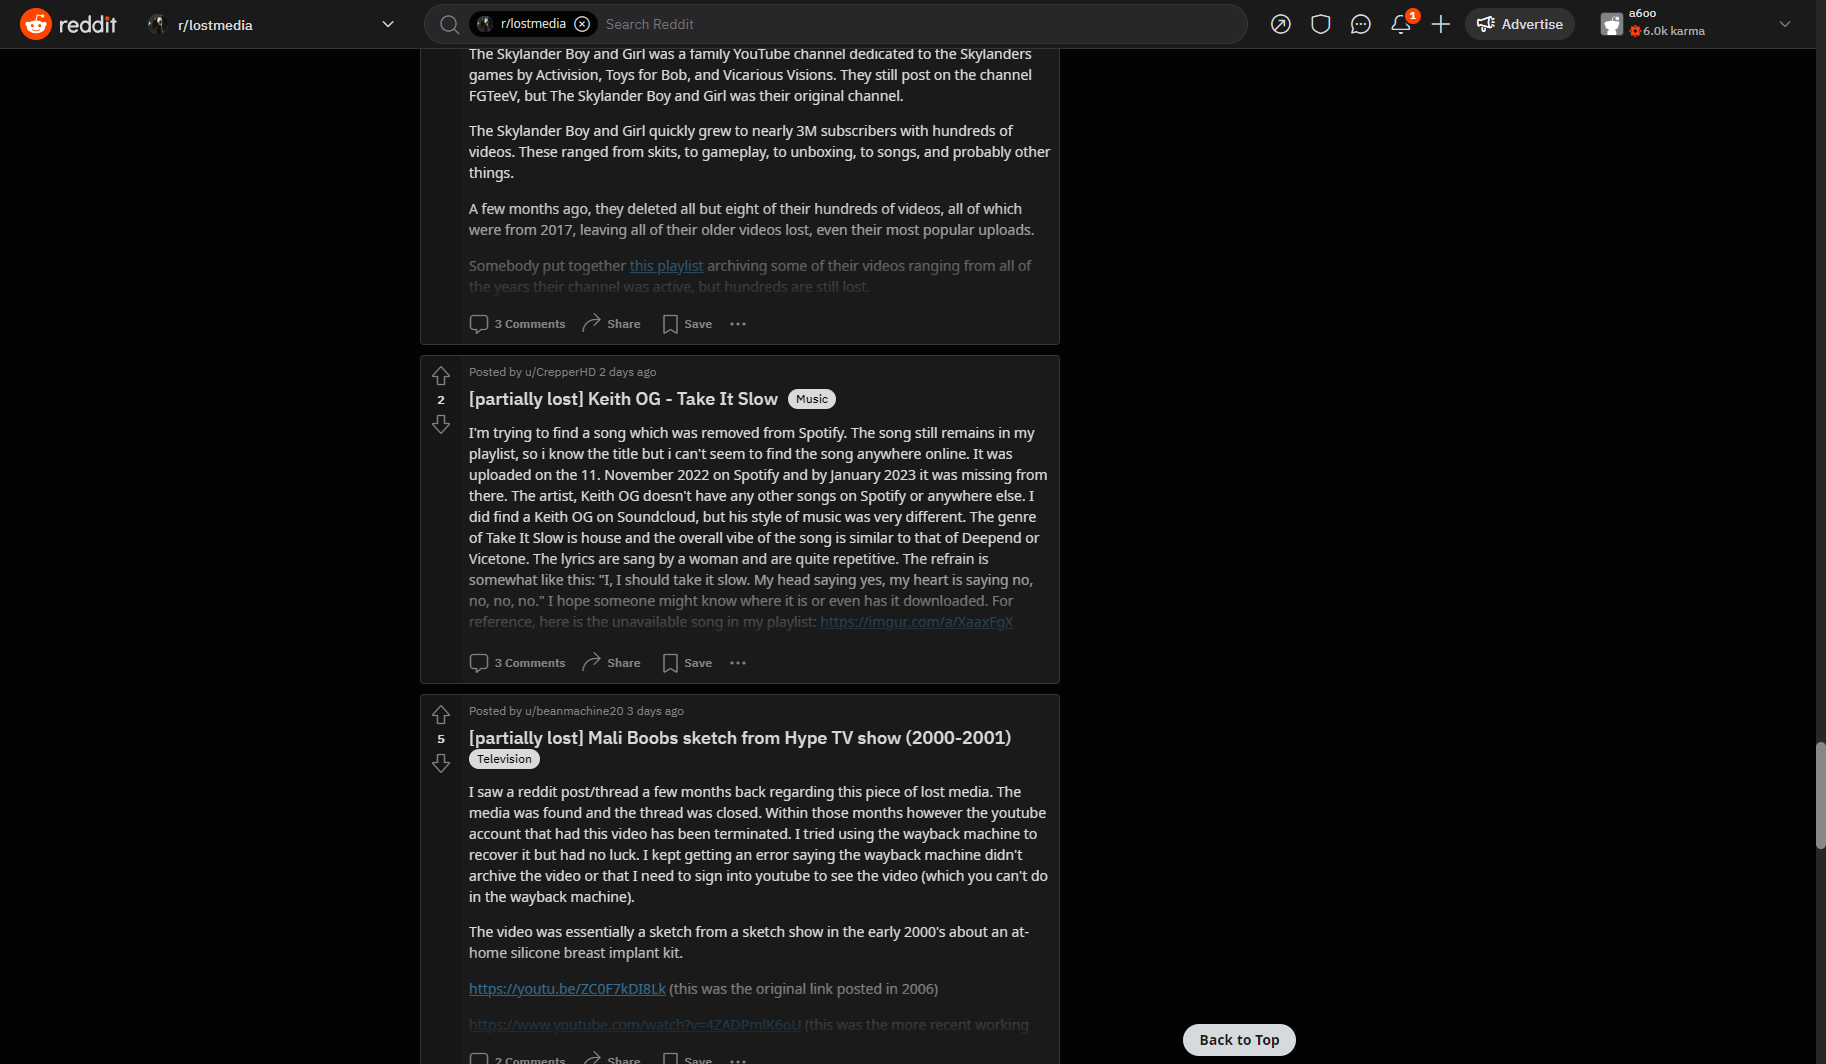 reddit
r/lostmedia
r/lostmedia
Search Reddit
1
Advertise
a6oo
6.0k karma
The Skylander Boy and Girl was a family YouTube channel dedicated to the Skylanders
games by Activision, Toys for Bob, and Vicarious Visions. They still post on the channel
FGTeeV, but The Skylander Boy and Girl was their original channel.
The Skylander Boy and Girl quickly grew to nearly 3M subscribers with hundreds of
videos. These ranged from skits, to gameplay, to unboxing, to songs, and probably other
things.
A few months ago, they deleted all but eight of their hundreds of videos, all of which
were from 2017, leaving all of their older videos lost, even their most popular uploads.
Somebody put together this playlist archiving some of their videos ranging from all of
the years their channel was active, but hundreds are still lost.
3 Comments Share Save
Posted by u/CrepperHD 2 days ago
2
[partially lost] Keith OG - Take It Slow Music
I'm trying to find a song which was removed from Spotify. The song still remains in my
playlist, so i know the title but i can't seem to find the song anywhere online. It was
uploaded on the 11. November 2022 on Spotify and by January 2023 it was missing from
there. The artist, Keith OG doesn't have any other songs on Spotify or anywhere else. I
did find a Keith OG on Soundcloud, but his style of music was very different. The genre
of Take It Slow is house and the overall vibe of the song is similar to that of Deepend or
Vicetone. The lyrics are sang by a woman and are quite repetitive. The refrain is
somewhat like this: "I, I should take it slow. My head saying yes, my heart is saying no,
no, no, no." I hope someone might know where it is or even has it downloaded. For
reference, here is the unavailable song in my playlist: https://imgur.com/a/XaaxFgX
3 Comments Share Save
Posted by u/beanmachine20 3 days ago
5
[partially lost] Mali Boobs sketch from Hype TV show (2000-2001)
Television
I saw a reddit post/thread a few months back regarding this piece of lost media. The
media was found and the thread was closed. Within those months however the youtube
account that had this video has been terminated. I tried using the wayback machine to
recover it but had no luck. I kept getting an error saying the wayback machine didn't
archive the video or that I need to sign into youtube to see the video (which you can't do
in the wayback machine).
The video was essentially a sketch from a sketch show in the early 2000's about an at-
home silicone breast implant kit.
https://youtu.be/ZC0F7kDI8Lk (this was the original link posted in 2006)
https://www.youtube.com/watch?v=4ZADPmlK6oU (this was the more recent working
2 Comments Share Save
Back to Top